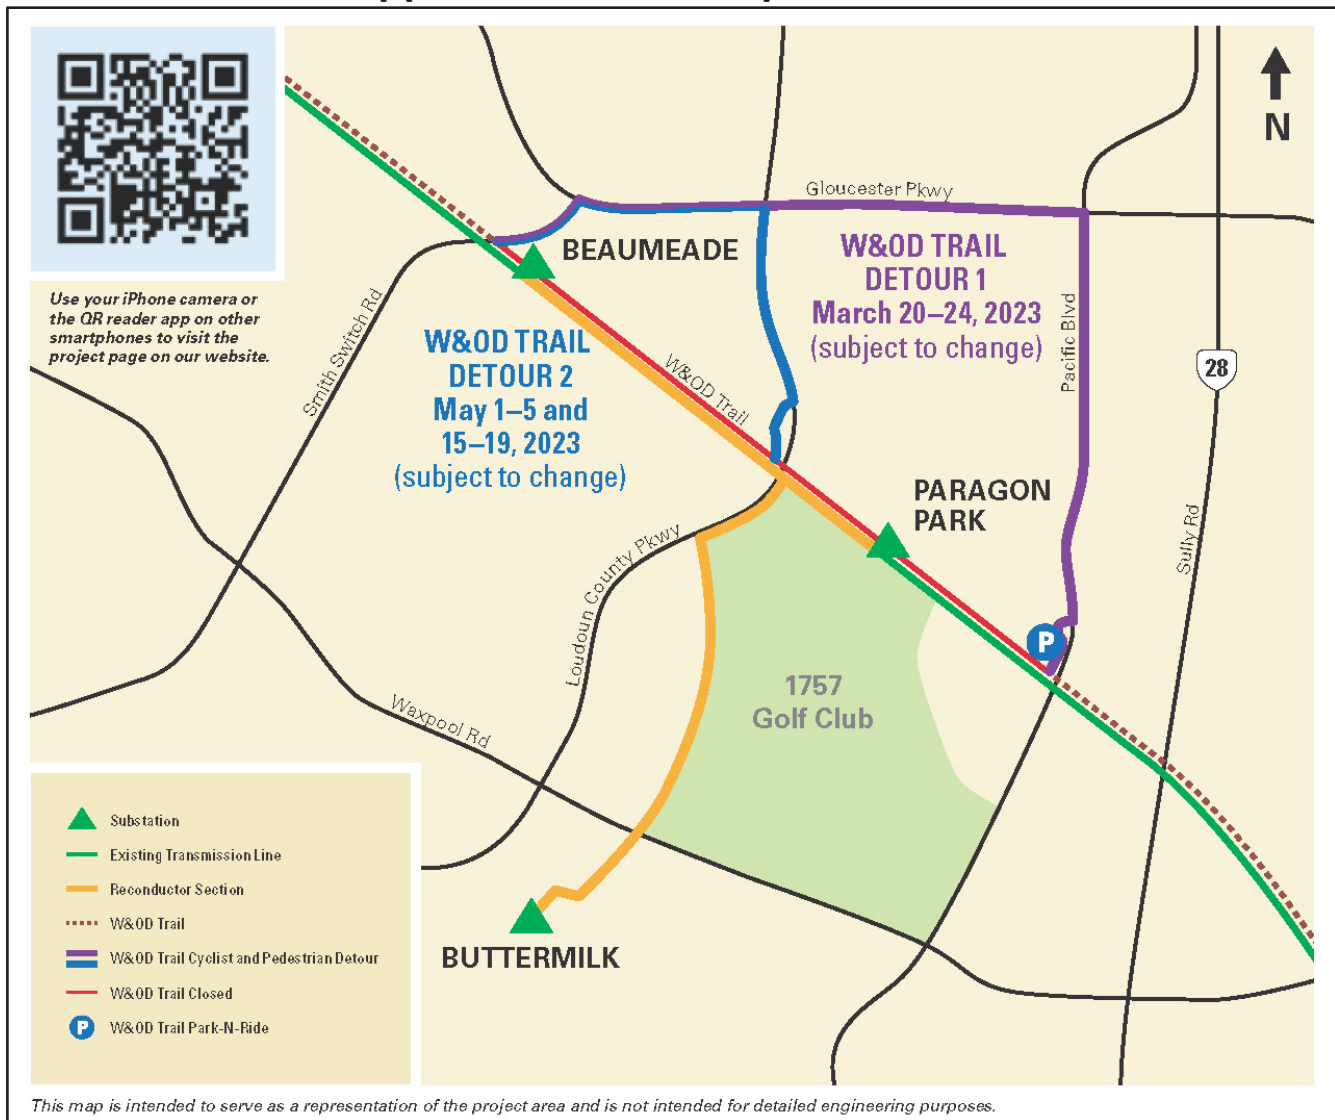 N
Use your iPhone camera or
the QR reader app on other
smartphones to visit the
project page on our website.
Gloucester Pkwy
BEAUMEADE
W&OD TRAIL
DETOUR 1
March 20–24, 2023
(subject to change)
Pacific Blvd
Smith Switch Rd
W&OD TRAIL
DETOUR 2
May 1–5 and
15–19, 2023
(subject to change)
W&OD Trail
28
PARAGON
PARK
Sully Rd
Loudoun County Pkwy
P
1757
Golf Club
Waxpool Rd
BUTTERMILK
Substation
Existing Transmission Line
Reconductor Section
W&OD Trail
W&OD Trail Cyclist and Pedestrian Detour
W&OD Trail Closed
P W&OD Trail Park-N-Ride
This map is intended to serve as a representation of the project area and is not intended for detailed engineering purposes.